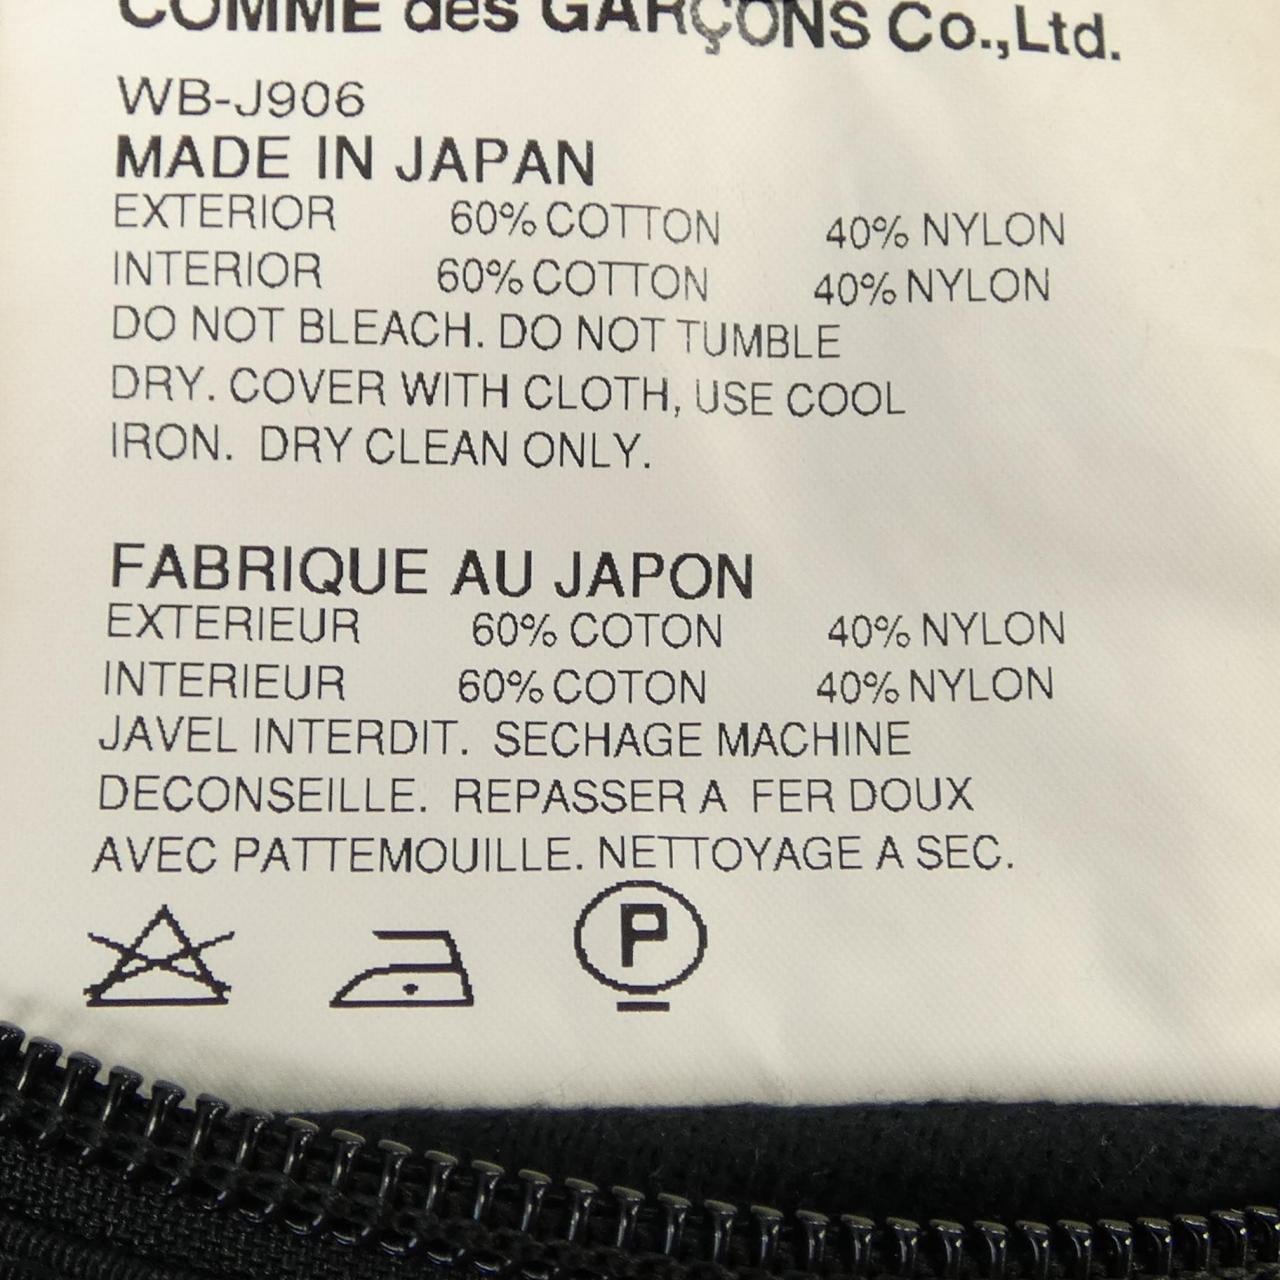 COMME des GARÇONS Co.,Ltd.
WB-J906
MADE IN JAPAN
EXTERIOR 60% COTTON 40% NYLON
INTERIOR 60% COTTON 40% NYLON
DO NOT BLEACH. DO NOT TUMBLE
DRY. COVER WITH CLOTH, USE COOL
IRON. DRY CLEAN ONLY.
FABRIQUE AU JAPON
EXTERIEUR 60% COTON 40% NYLON
INTERIEUR 60% COTON 40% NYLON
JAVEL INTERDIT. SECHAGE MACHINE
DECONSEILLE. REPASSER A FER DOUX
AVEC PATTEMOUILLE. NETTOYAGE A SEC.
P